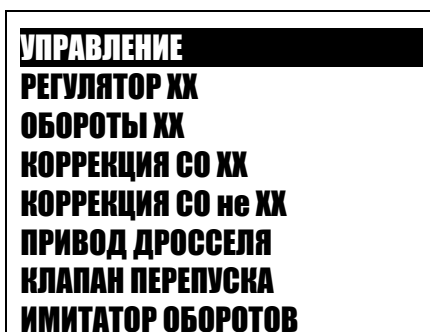 УПРАВЛЕНИЕ
РЕГУЛЯТОР ХХ
ОБОРОТЫ ХХ
КОРРЕКЦИЯ СО ХХ
КОРРЕКЦИЯ СО не ХХ
ПРИВОД ДРОССЕЛЯ
КЛАПАН ПЕРЕПУСКА
ИМИТАТОР ОБОРОТОВ